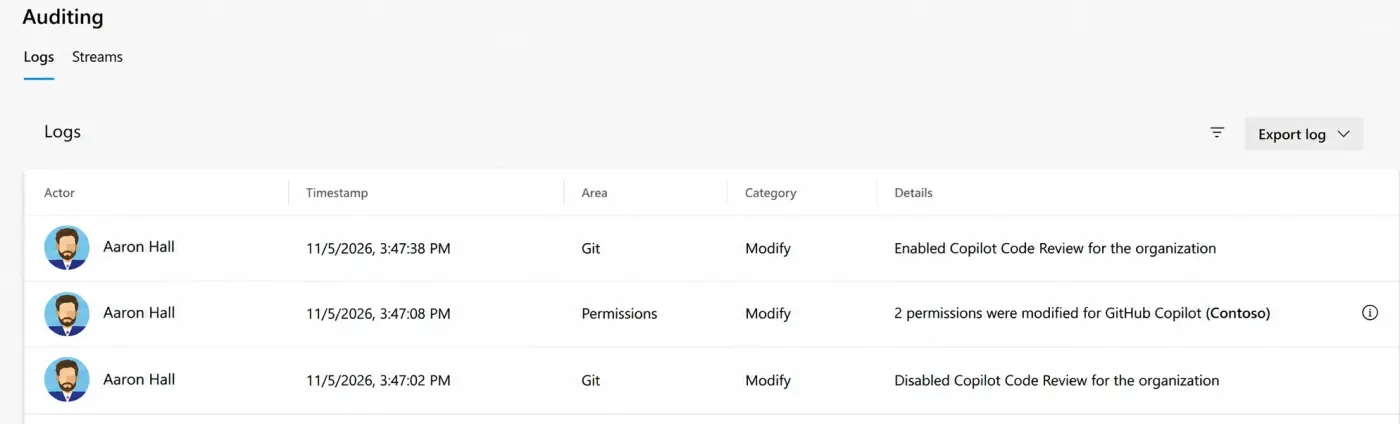 Auditing
Logs Streams
Logs
Export log
Actor Timestamp Area Category Details
Aaron Hall 11/5/2026, 3:47:38 PM Git Modify Enabled Copilot Code Review for the organization
Aaron Hall 11/5/2026, 3:47:08 PM Permissions Modify 2 permissions were modified for GitHub Copilot (Contoso)
Aaron Hall 11/5/2026, 3:47:02 PM Git Modify Disabled Copilot Code Review for the organization